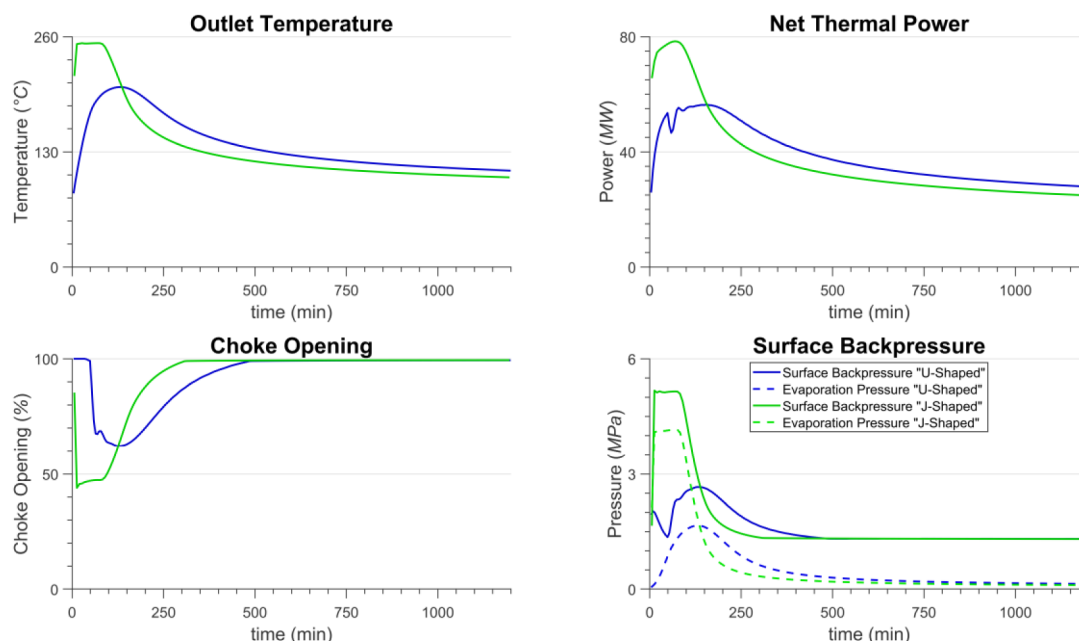 Outlet Temperature
260
130
0
Temperature (°C)
0
250
500
750
1000
time (min)
Net Thermal Power
80
40
0
Power (MW)
0
250
500
750
1000
time (min)
Choke Opening
100
50
0
Choke Opening (%)
0
250
500
750
1000
time (min)
Surface Backpressure
6
3
0
Pressure (MPa)
Surface Backpressure "U-Shaped"
Evaporation Pressure "U-Shaped"
Surface Backpressure "J-Shaped"
Evaporation Pressure "J-Shaped"
0
250
500
750
1000
time (min)